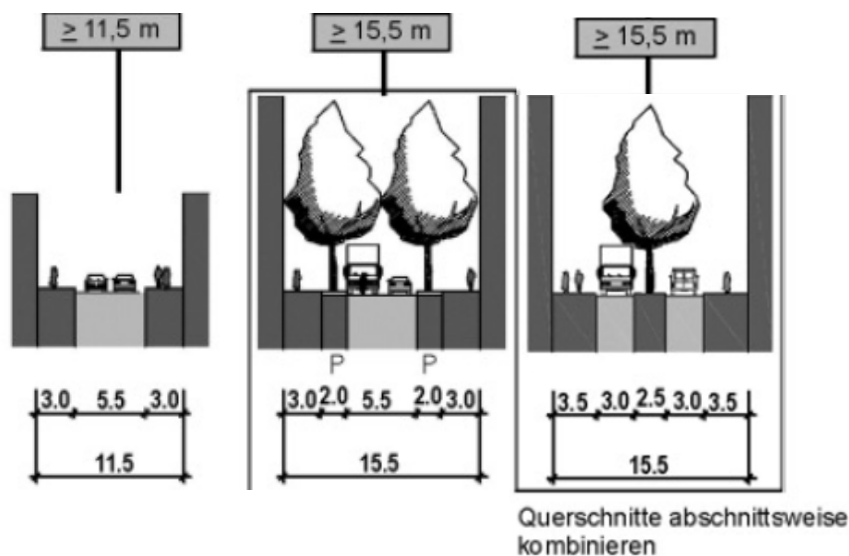 ≥ 11,5 m
≥ 15,5 m
≥ 15,5 m
P
P
3.0 5.5 3.0
11.5
3.0 2.0 5.5 2.0 3.0
15.5
3.5 3.0 2.5 3.0 3.5
15.5
Querschnitte abschnittsweise
kombinieren